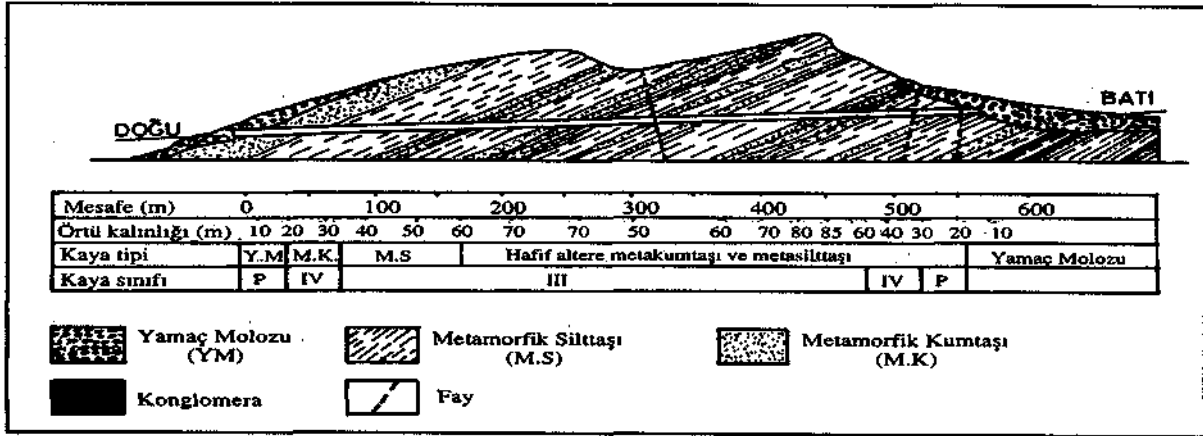 DOĞU
BATI
Mesafe (m) 0 100 200 300 400 500 600
Örtü kalınlığı (m) 10 20 30 40 50 60 70 70 50 60 70 80 85 60 40 30 20 10
Kaya tipi Y.M M.K. M.S Hafif altere metakumtaşı ve metasilttaşı Yamaç Molozu
Kaya sınıfı P IV III IV P
Yamaç Molozu
(YM)
Metamorfik Silttaşı
(M.S)
Metamorfik Kumtaşı
(M.K)
Konglomera
Fay